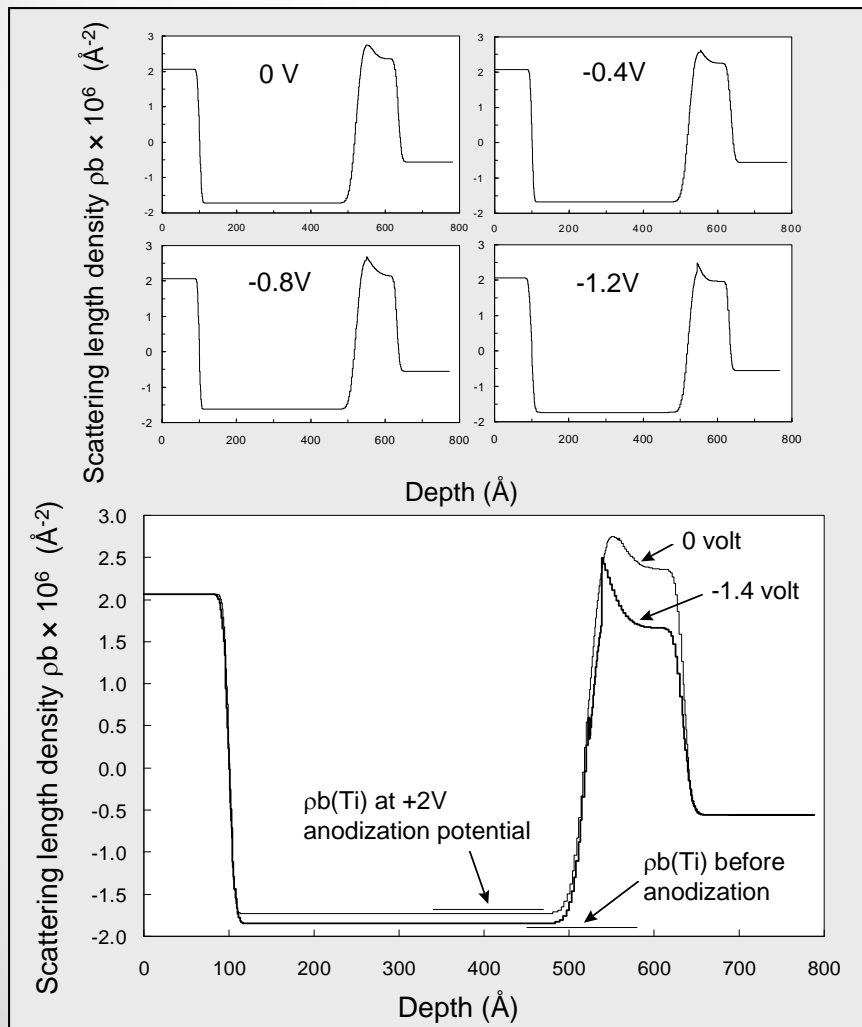 Scattering length density ρb × 10⁶ (Å⁻²)
3
2
1
0
-1
-2
0 200 400 600 800
0 V
3
2
1
0
-1
-2
0 200 400 600 800
-0.4V
3
2
1
0
-1
-2
0 200 400 600 800
-0.8V
3
2
1
0
-1
-2
0 200 400 600 800
-1.2V
Depth (Å)
Scattering length density ρb × 10⁶ (Å⁻²)
3.0
2.5
2.0
1.5
1.0
0.5
0.0
-0.5
-1.0
-1.5
-2.0
0 volt
-1.4 volt
ρb(Ti) at +2V
anodization potential
ρb(Ti) before
anodization
0 100 200 300 400 500 600 700 800
Depth (Å)